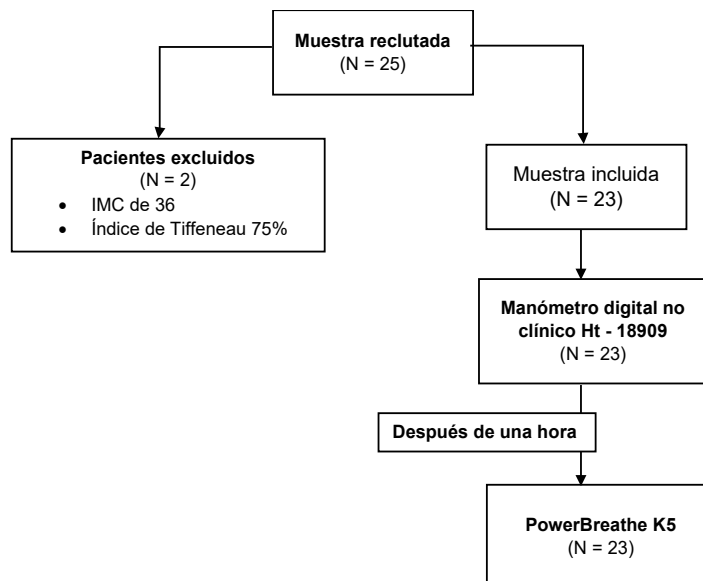 Muestra reclutada
(N = 25)
Pacientes excluidos
(N = 2)
• IMC de 36
• Índice de Tiffeneau 75%
Muestra incluida
(N = 23)
Manómetro digital no
clínico Ht - 18909
(N = 23)
Después de una hora
PowerBreathe K5
(N = 23)